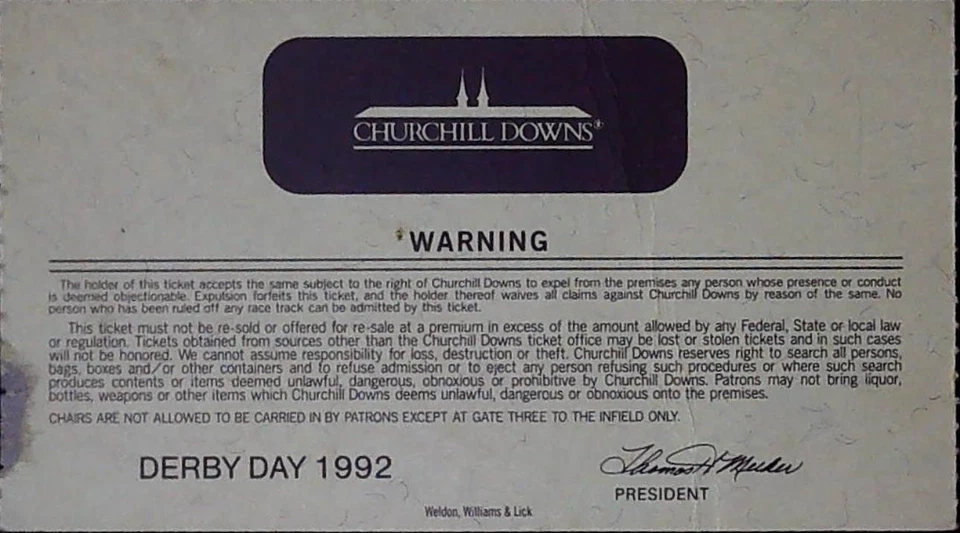 CHURCHILL DOWNS®
WARNING
The holder of this ticket accepts the same subject to the right of Churchill Downs to expel from the premises any person whose presence or conduct
is deemed objectionable. Expulsion forfeits this ticket, and the holder thereof waives all claims against Churchill Downs by reason of the same. No
person who has been ruled off any race track can be admitted by this ticket.
This ticket must not be re-sold or offered for re-sale at a premium in excess of the amount allowed by any Federal, State or local law
or regulation. Tickets obtained from sources other than the Churchill Downs ticket office may be lost or stolen tickets and in such cases
will not be honored. We cannot assume responsibility for loss, destruction or theft. Churchill Downs reserves right to search all persons,
bags, boxes and/or other containers and to refuse admission or to eject any person refusing such procedures or where such search
produces contents or items deemed unlawful, dangerous, obnoxious or prohibitive by Churchill Downs. Patrons may not bring liquor,
bottles, weapons or other items which Churchill Downs deems unlawful, dangerous or obnoxious onto the premises.
CHAIRS ARE NOT ALLOWED TO BE CARRIED IN BY PATRONS EXCEPT AT GATE THREE TO THE INFIELD ONLY.
DERBY DAY 1992
Thomas H Meeker
PRESIDENT
Weldon, Williams & Lick